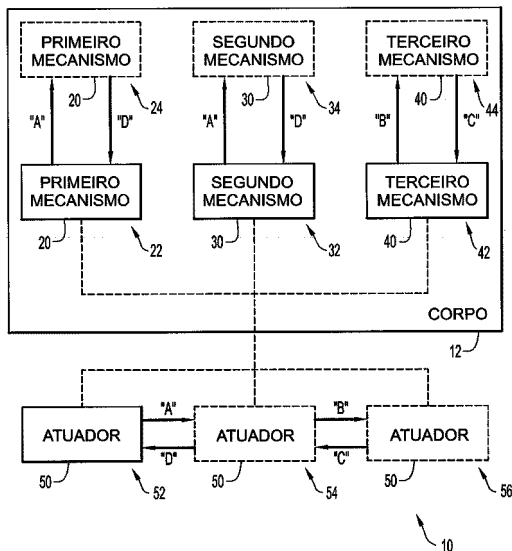 PRIMEIRO
MECANISMO
SEGUNDO
MECANISMO
TERCEIRO
MECANISMO
20
24
30
34
40
44
"A"
"D"
"A"
"D"
"B"
"C"
PRIMEIRO
MECANISMO
SEGUNDO
MECANISMO
TERCEIRO
MECANISMO
20
22
30
32
40
42
CORPO
12
"A"
"B"
ATUADOR
ATUADOR
ATUADOR
"D"
"C"
50
52
50
54
50
56
10